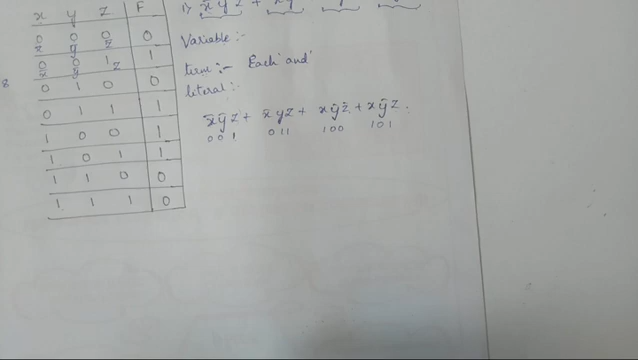 x y z F
0 0 0 0
x̄ ȳ z̄
0 0 1 1
x̄ ȳ z
0 1 0 0
0 1 1 1
1 0 0 1
1 0 1 1
1 1 0 0
1 1 1 0
8
Variable :-
term :- Each 'and'
literal :-
x̄ȳz + x̄yz + xȳz̄ + xȳz.
001 011 100 101